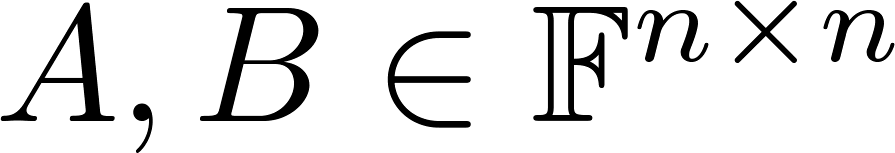 A, B ∈ 𝔽^{n×n}